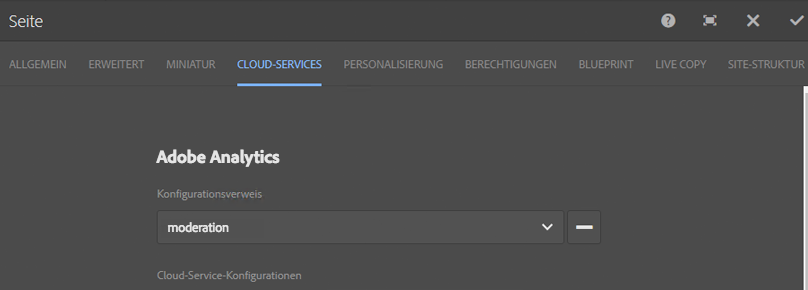 Seite
ALLGEMEIN ERWEITERT MINIATUR CLOUD-SERVICES PERSONALISIERUNG BERECHTIGUNGEN BLUEPRINT LIVE COPY SITE-STRUKTUR
Adobe Analytics
Konfigurationsverweis
moderation
Cloud-Service-Konfigurationen